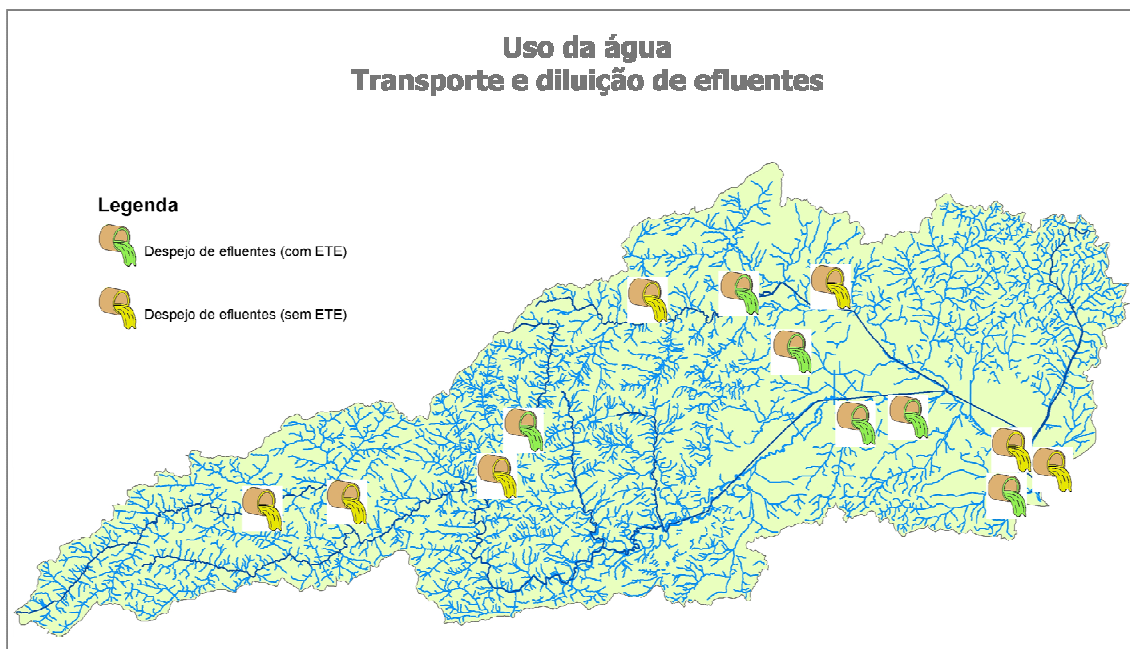 Uso da água
Transporte e diluição de efluentes
Legenda
Despejo de efluentes (com ETE)
Despejo de efluentes (sem ETE)